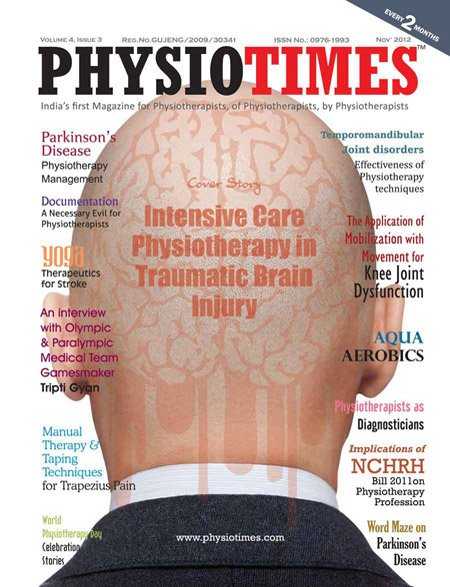 EVERY 2 MONTHS
VOLUME 4, ISSUE 3 REG.NO.GUJENG/2009/30341 ISSN NO.: 0976-1993 NOV' 2012
PHYSIOTIMES™
India's first Magazine for Physiotherapists, of Physiotherapists, by Physiotherapists
Parkinson's
Disease
Physiotherapy
Management
Documentation
A Necessary Evil for
Physiotherapists
yoga
Therapeutics
for Stroke
An Interview
with Olympic
& Paralympic
Medical Team
Gamesmaker
Tripti Gyan
Manual
Therapy &
Taping
Techniques
for Trapezius Pain
World
Physiotherapy Day
Celebration
Stories
Cover Story
Intensive Care
Physiotherapy in
Traumatic Brain
Injury
Temporomandibular
Joint disorders
Effectiveness of
Physiotherapy
techniques
The Application of
Mobilization with
Movement for
Knee Joint
Dysfunction
AQUA
AEROBICS
Physiotherapists as
Diagnosticians
Implications of
NCHRH
Bill 2011on
Physiotherapy
Profession
Word Maze on
Parkinson's
Disease
www.physiotimes.com